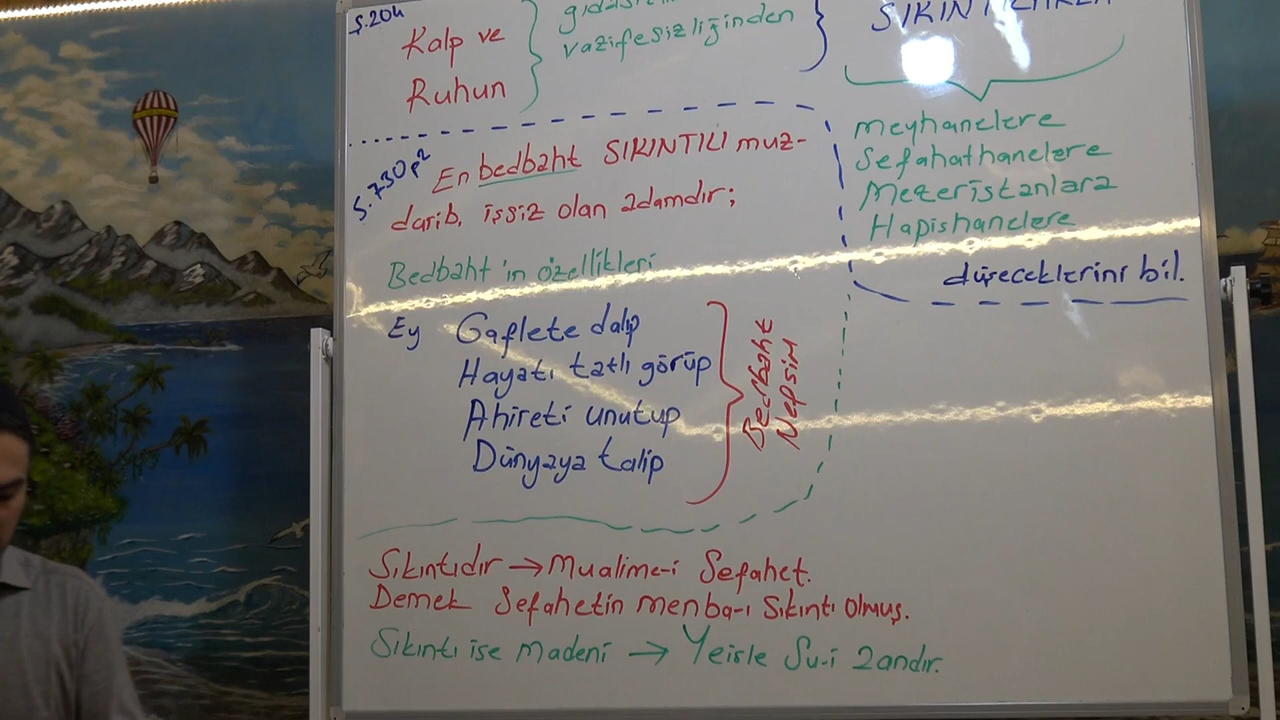 Ş.204
Kalp ve
Ruhun
vazifesizliğinden
S.730 p2
En bedbaht SIKINTILI muz-
darib, işsiz olan adamdır;
Bedbaht'ın özellikleri
Ey Gaflete dalıp
Hayatı tatlı görüp
Ahireti unutup
Dünyaya talip
Bedbaht
Nefsim
meyhanelere
Sefahathanelere
Mezeristanlara
Hapishanelere
düşeceklerini bil.
Sıkıntıdır → Mualime-i Sefahet.
Demek Sefahetin menba-ı Sıkıntı olmuş.
Sıkıntı ise madeni → Yeisle Su-i zandır.